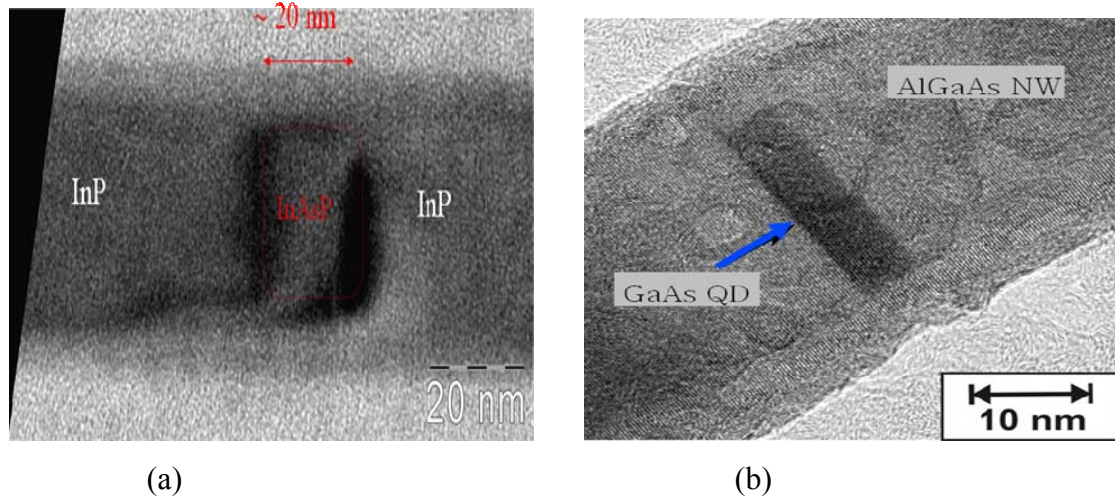 ~ 20 nm
InP
InAsP
InP
20 nm
AlGaAs NW
GaAs QD
10 nm
(a)
(b)